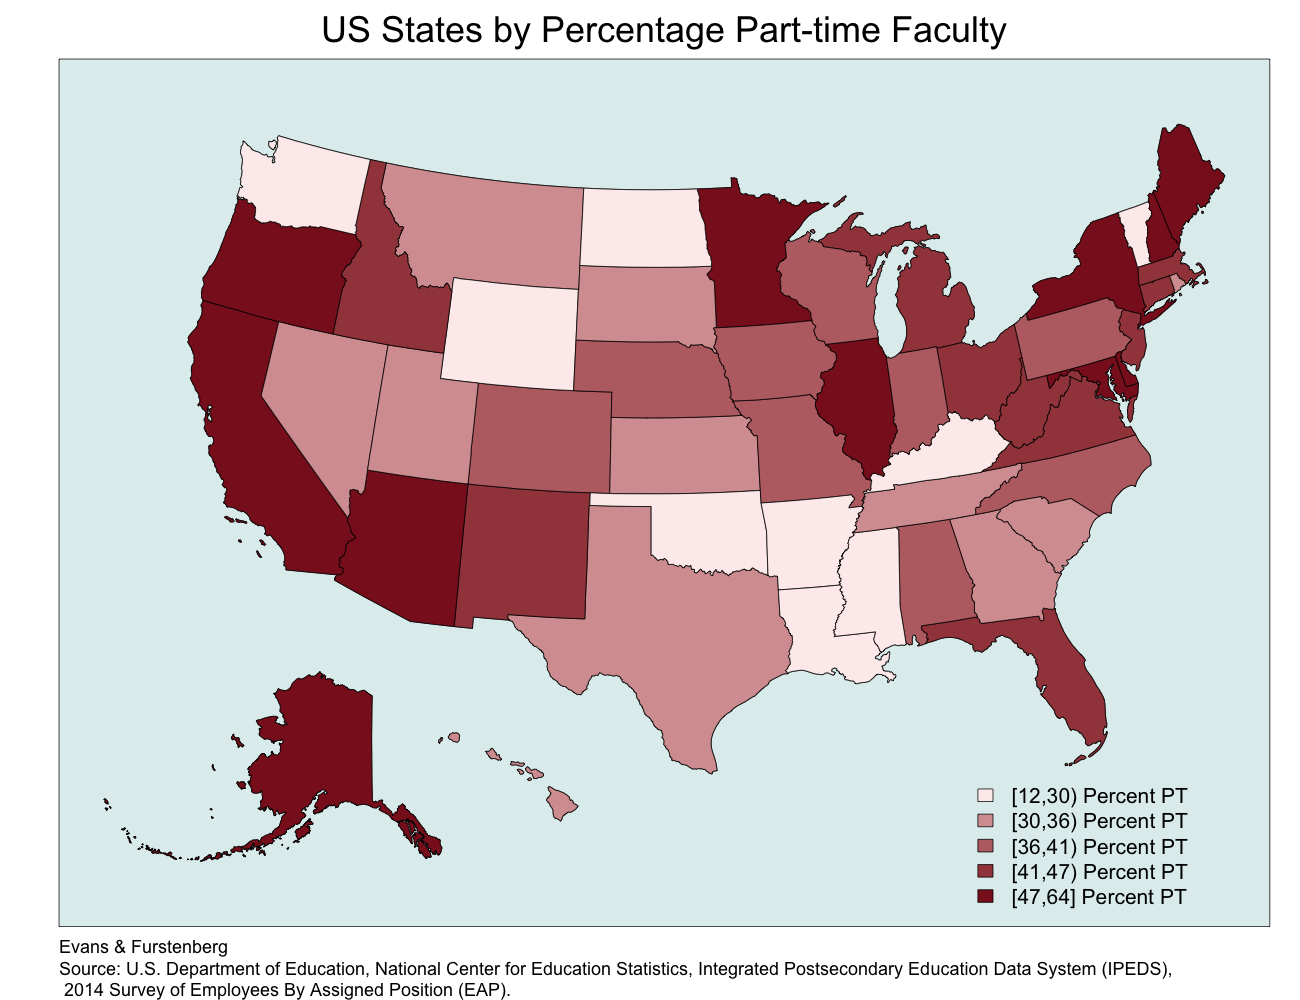 US States by Percentage Part-time Faculty
[12,30) Percent PT
[30,36) Percent PT
[36,41) Percent PT
[41,47) Percent PT
[47,64] Percent PT
Evans & Furstenberg
Source: U.S. Department of Education, National Center for Education Statistics, Integrated Postsecondary Education Data System (IPEDS),
2014 Survey of Employees By Assigned Position (EAP).